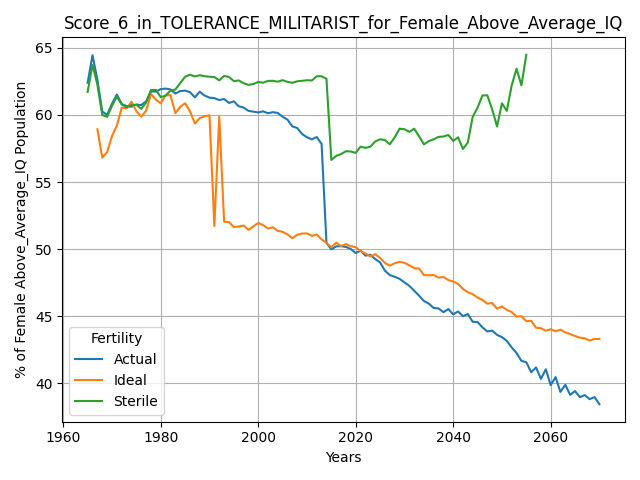 Score_6_in_TOLERANCE_MILITARIST_for_Female_Above_Average_IQ
% of Female Above_Average_IQ Population
65
60
55
50
45
40
Fertility
Actual
Ideal
Sterile
1960 1980 2000 2020 2040 2060
Years